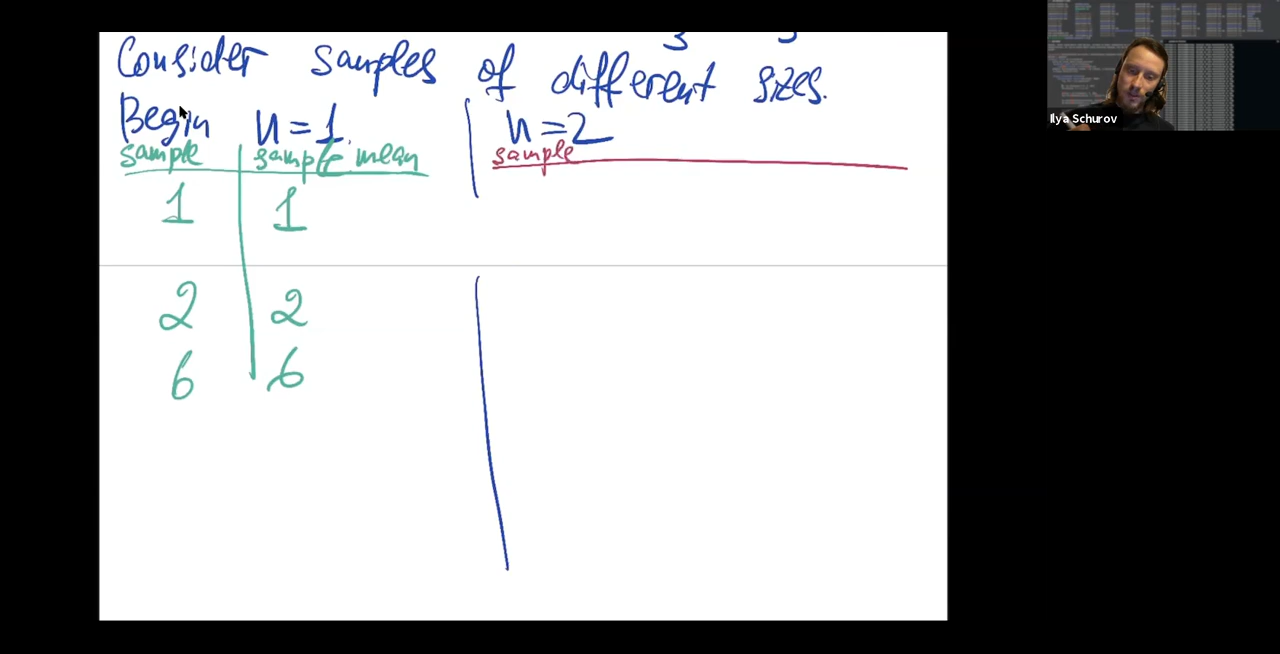 Consider samples of different sizes.
Begin n=1. n=2
sample sample mean sample
1 1
2 2
6 6
Ilya Schurov